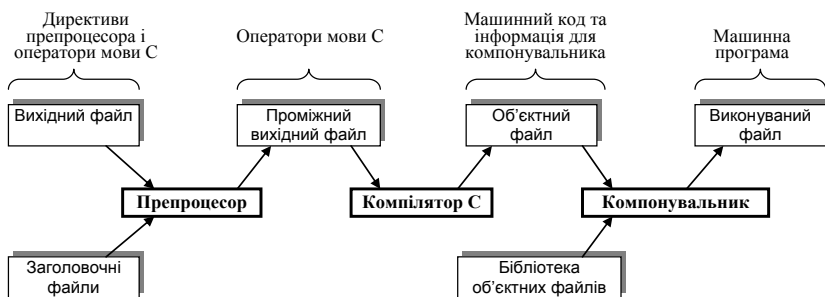 Директиви
препроцесора і
оператори мови С
Оператори мови С
Машинний код та
інформація для
компонувальника
Машинна
програма
Вихідний файл
Проміжний
вихідний файл
Об'єктний
файл
Виконуваний
файл
Препроцесор
Компілятор С
Компонувальник
Заголовочні
файли
Бібліотека
об'єктних файлів